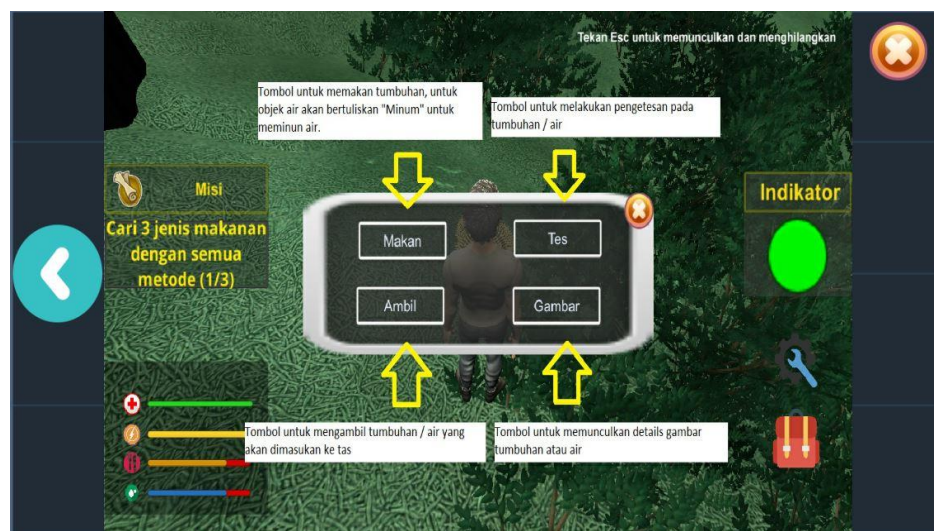 Tekan Esc untuk memunculkan dan menghilangkan
Tombol untuk memakan tumbuhan, untuk
objek air akan bertuliskan "Minum" untuk
meminun air.
Tombol untuk melakukan pengetesan pada
tumbuhan / air
Misi
Cari 3 jenis makanan
dengan semua
metode (1/3)
Indikator
Makan
Tes
Ambil
Gambar
Tombol untuk mengambil tumbuhan / air yang
akan dimasukan ke tas
Tombol untuk memunculkan details gambar
tumbuhan atau air